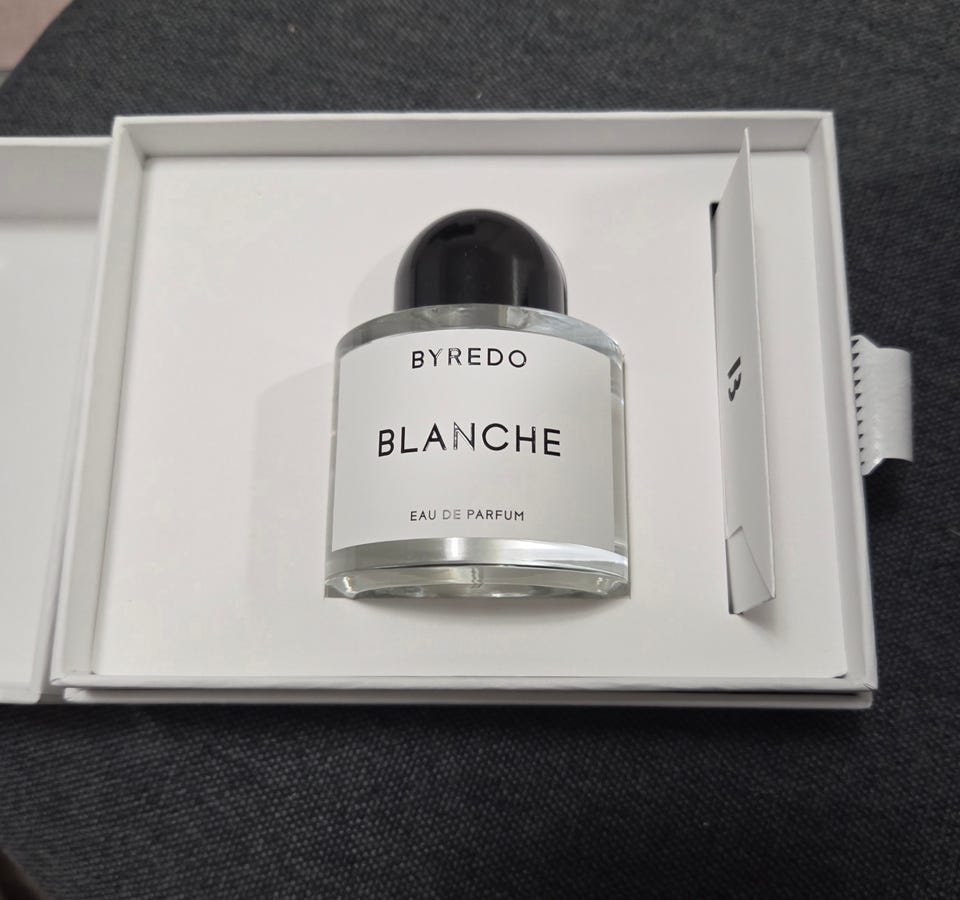 BYREDO
BLANCHE
EAU DE PARFUM
B